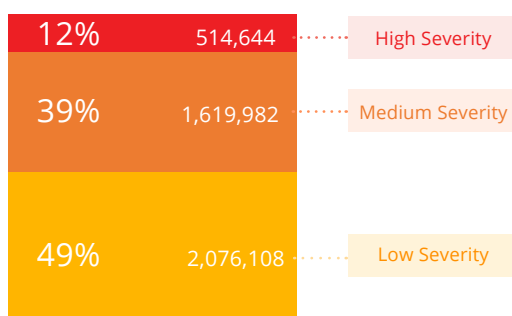 12% 514,644 High Severity
39% 1,619,982 Medium Severity
49% 2,076,108 Low Severity